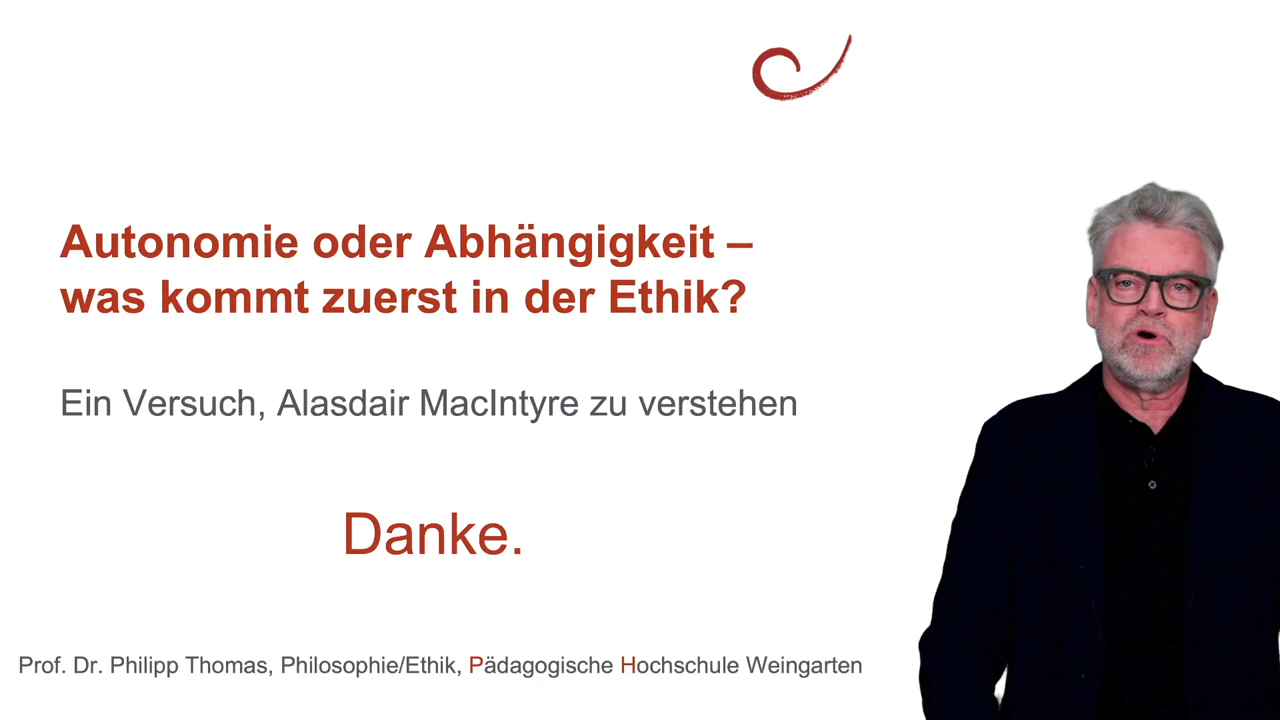 Autonomie oder Abhängigkeit –
was kommt zuerst in der Ethik?
Ein Versuch, Alasdair MacIntyre zu verstehen
Danke.
Prof. Dr. Philipp Thomas, Philosophie/Ethik, Pädagogische Hochschule Weingarten